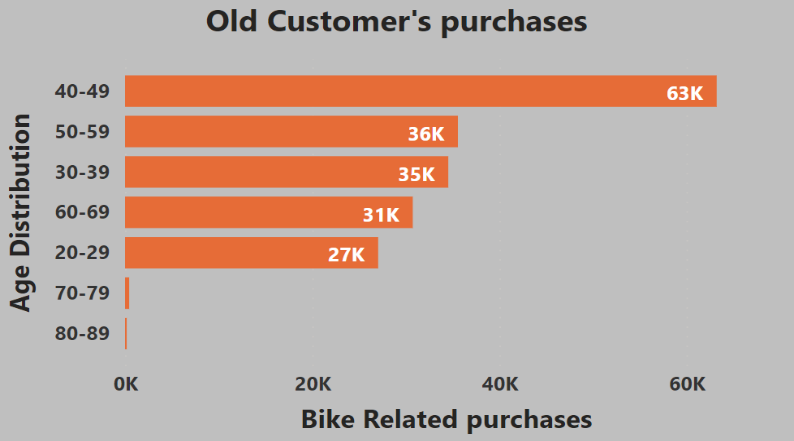 Old Customer's purchases
Age Distribution
40-49 63K
50-59 36K
30-39 35K
60-69 31K
20-29 27K
70-79
80-89
0K 20K 40K 60K
Bike Related purchases